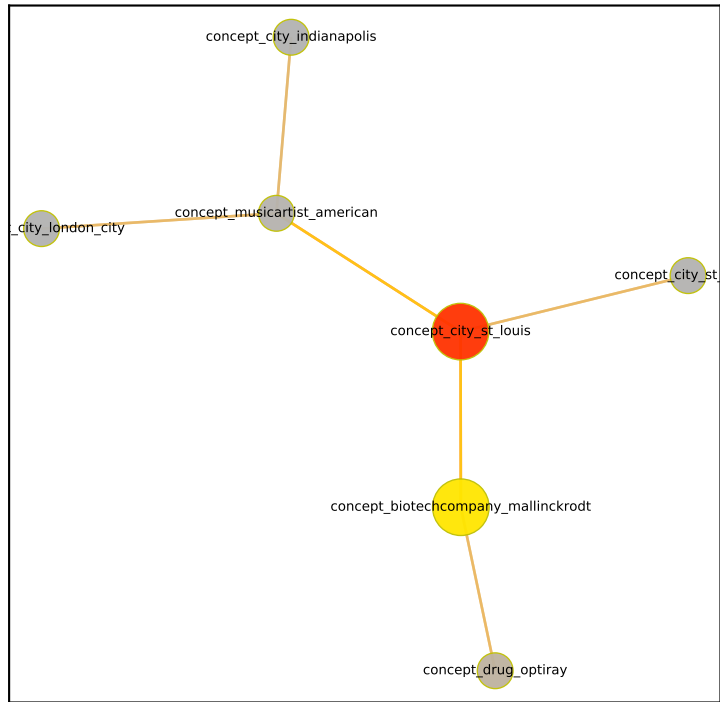 concept_city_indianapolis
concept_musicartist_american
_city_london_city
concept_city_st_
concept_city_st_louis
concept_biotechcompany_mallinckrodt
concept_drug_optiray